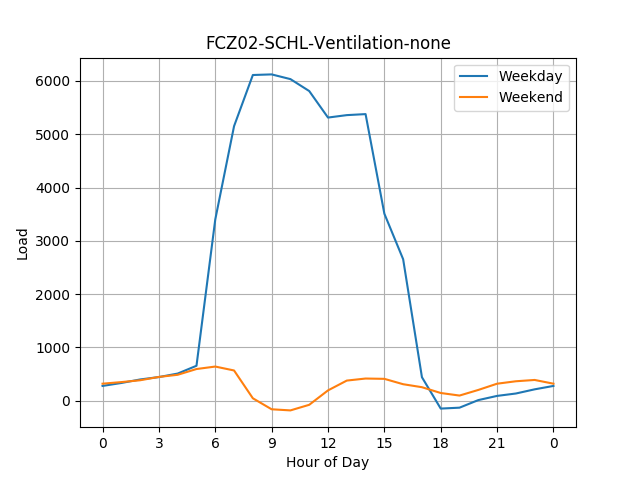 FCZ02-SCHL-Ventilation-none
Weekday
Weekend
6000
5000
4000
3000
2000
1000
0
Load
0 3 6 9 12 15 18 21 0
Hour of Day